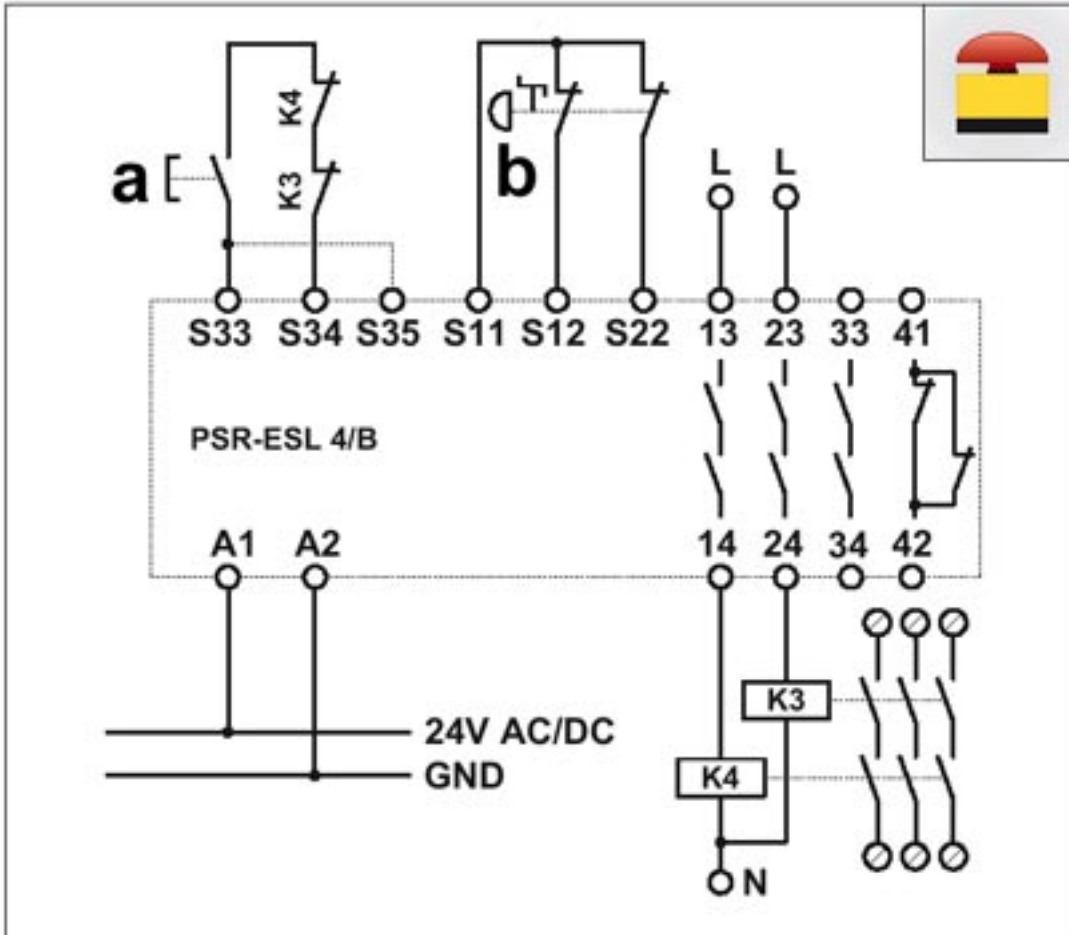 K4
a
K3
b
L L
S33 S34 S35 S11 S12 S22 13 23 33 41
PSR-ESL 4/B
A1 A2
14 24 34 42
K3
24V AC/DC
K4
GND
N